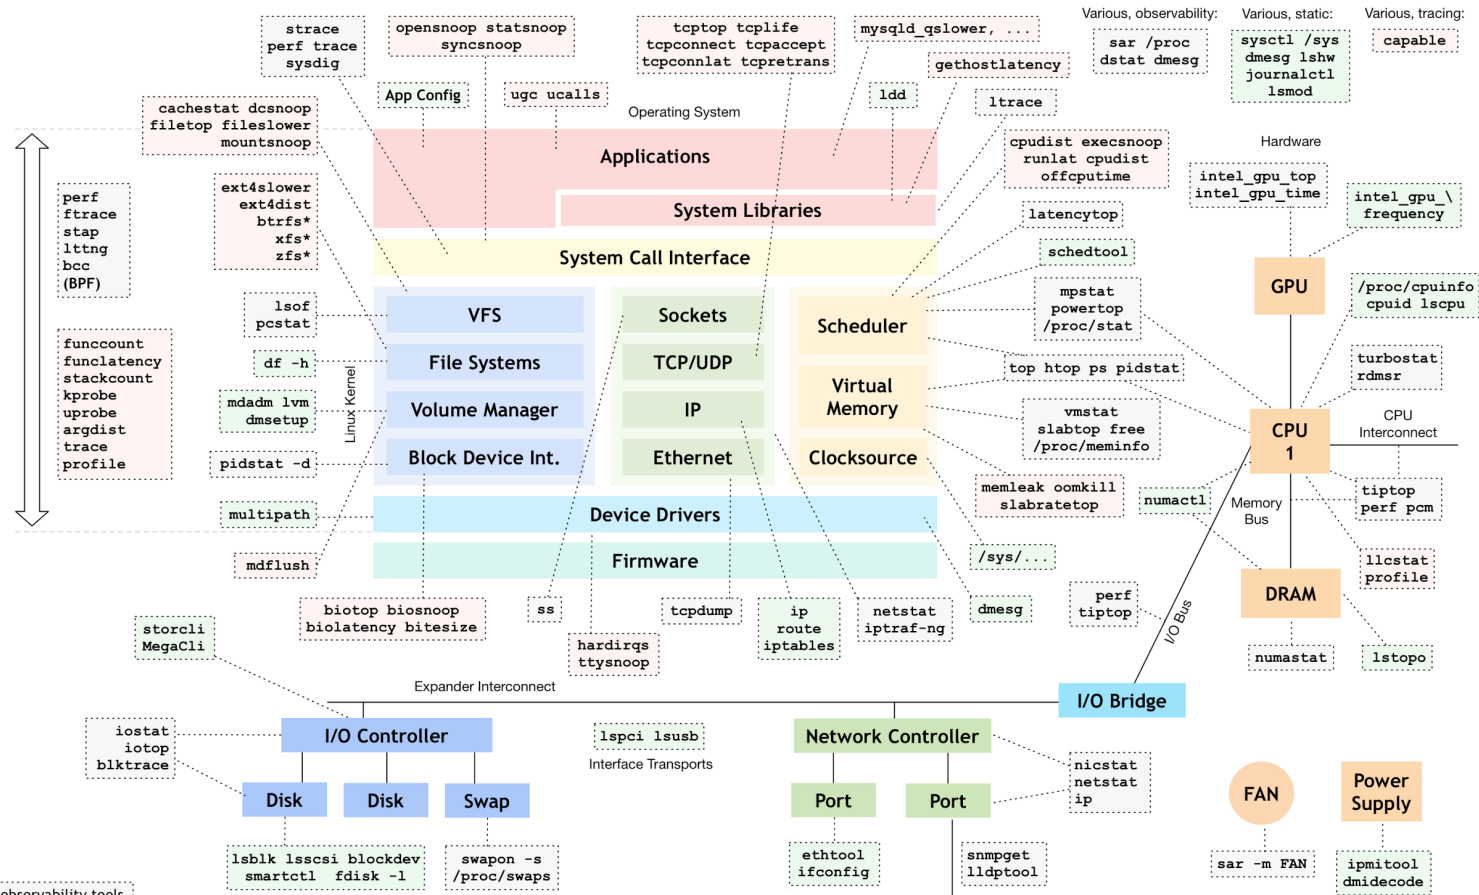 strace
perf trace
sysdig
opensnoop statsnoop
syncsnoop
tcptop tcplife
tcpconnect tcpaccept
tcpconnlat tcpretrans
mysqld_qslower, ...
gethostlatency
Various, observability:
sar /proc
dstat dmesg
Various, static:
sysctl /sys
dmesg lshw
journalctl
lsmod
Various, tracing:
capable
App Config
ugc ucalls
ldd
ltrace
Operating System
Hardware
cachestat dcsnoop
filetop fileslower
mountsnoop
Applications
System Libraries
System Call Interface
cpudist execsnoop
runlat cpudist
offcputime
perf
ftrace
stap
lttng
bcc
(BPF)
ext4slower
ext4dist
btrfs*
xfs*
zfs*
latencytop
schedtool
intel_gpu_top
intel_gpu_time
intel_gpu_\
frequency
GPU
lsof
pcstat
VFS
Sockets
Scheduler
mpstat
powertop
/proc/stat
/proc/cpuinfo
cpuid lscpu
funccount
funclatency
stackcount
kprobe
uprobe
argdist
trace
profile
df -h
Linux Kernel
File Systems
TCP/UDP
top htop ps pidstat
turbostat
rdmsr
mdadm lvm
dmsetup
Volume Manager
IP
Virtual
Memory
vmstat
slabtop free
/proc/meminfo
CPU
1
CPU
Interconnect
pidstat -d
Block Device Int.
Ethernet
Clocksource
memleak oomkill
slabratetop
numactl
Memory
Bus
tiptop
perf pcm
multipath
Device Drivers
mdflush
Firmware
/sys/...
llcstat
profile
DRAM
perf
tiptop
I/O Bus
biotop biosnoop
biolatency bitesize
ss
hardirqs
ttysnoop
tcpdump
ip
route
iptables
netstat
iptraf-ng
dmesg
numastat
lstopo
storcli
MegaCli
Expander Interconnect
I/O Bridge
iostat
iotop
blktrace
I/O Controller
lspci lsusb
Interface Transports
Network Controller
nicstat
netstat
ip
Disk
Disk
Swap
Port
Port
FAN
Power
Supply
lsblk lsscsi blockdev
smartctl fdisk -l
swapon -s
/proc/swaps
ethtool
ifconfig
snmpget
lldptool
sar -m FAN
ipmitool
dmidecode
observability tools